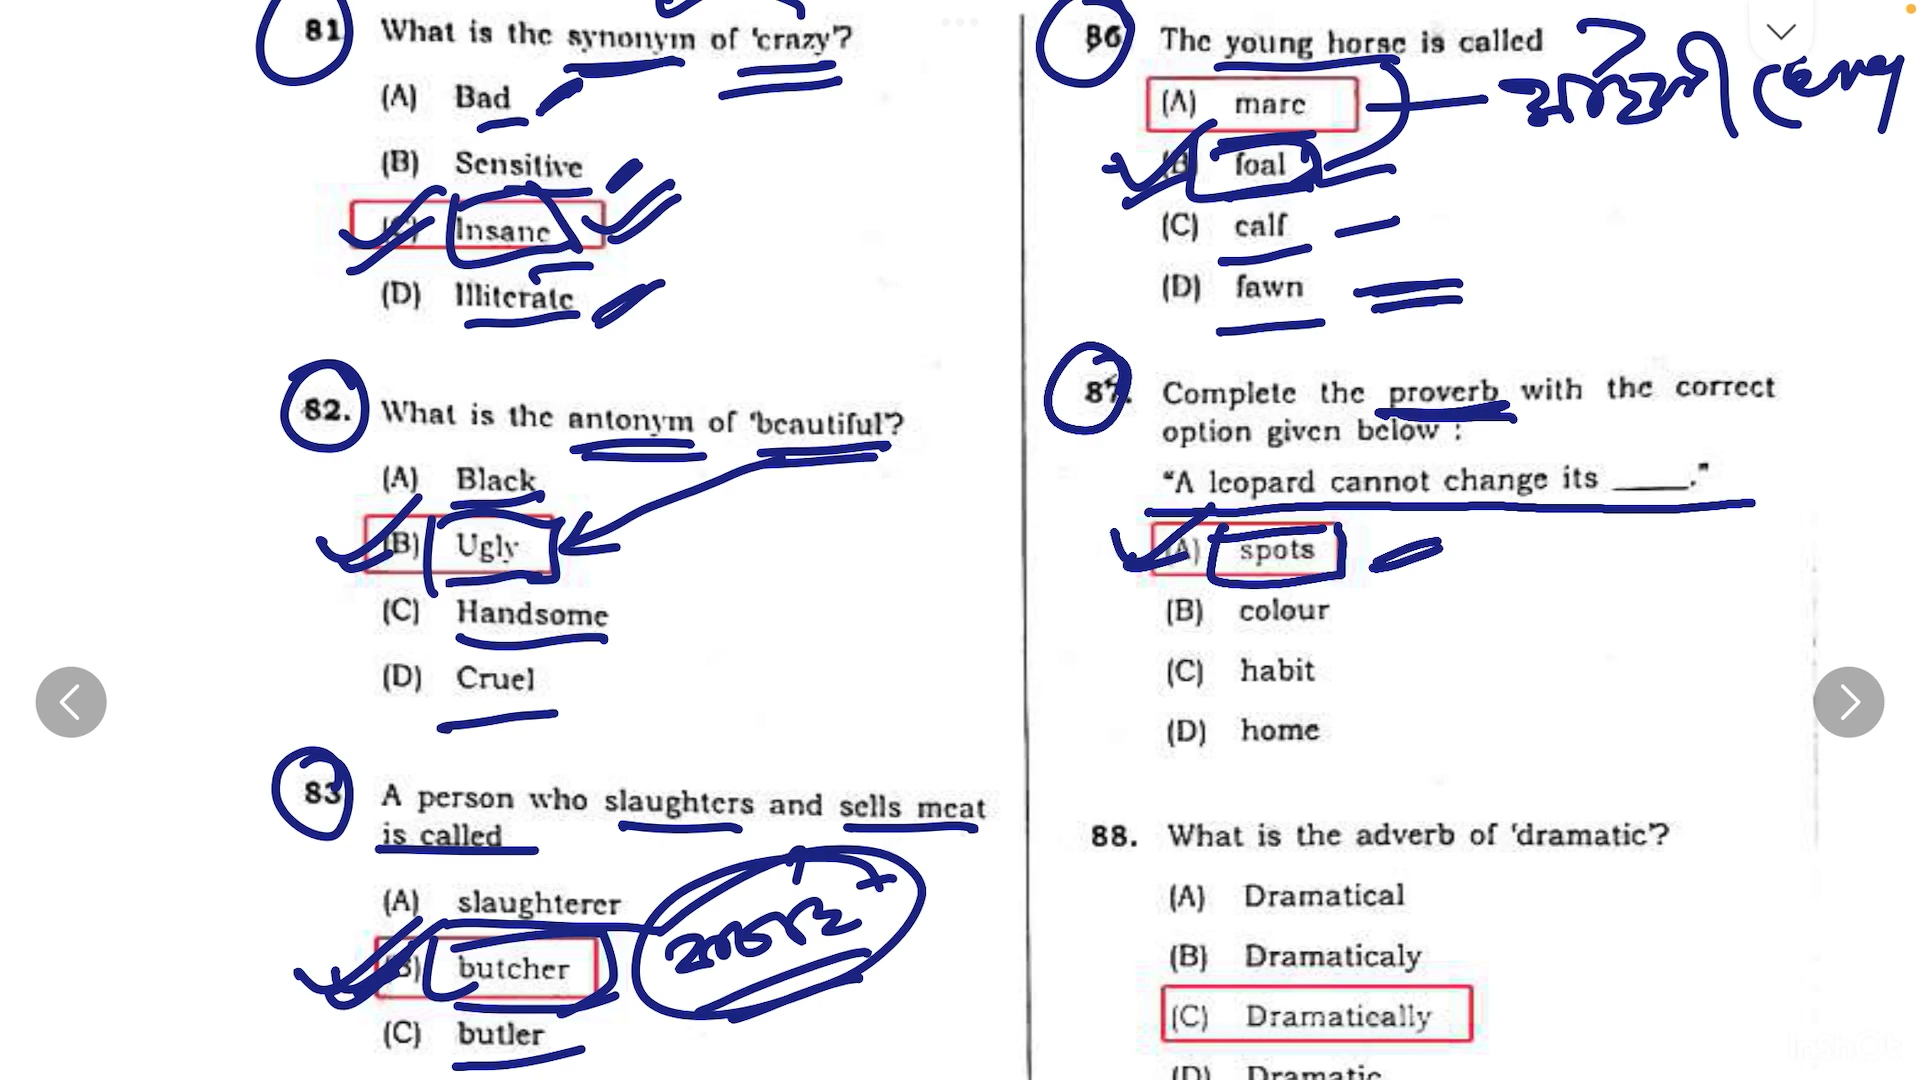 81. What is the synonym of 'crazy'?
(A) Bad
(B) Sensitive
(C) Insane
(D) Illiterate
82. What is the antonym of 'beautiful'?
(A) Black
(B) Ugly
(C) Handsome
(D) Cruel
83. A person who slaughters and sells meat
is called
(A) slaughterer
(B) butcher
(C) butler
86. The young horse is called
(A) mare
(B) foal
(C) calf
(D) fawn
87. Complete the proverb with the correct
option given below :
“A leopard cannot change its _____.”
(A) spots
(B) colour
(C) habit
(D) home
88. What is the adverb of 'dramatic'?
(A) Dramatical
(B) Dramaticaly
(C) Dramatically
(D) Dramatic